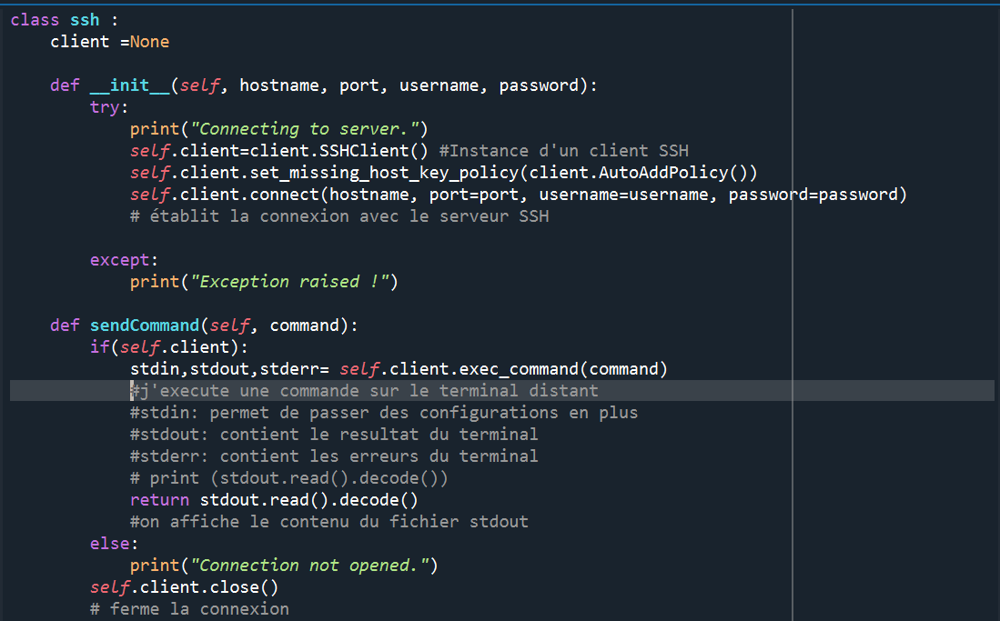 class ssh :
    client =None

    def __init__(self, hostname, port, username, password):
        try:
            print("Connecting to server.")
            self.client=client.SSHClient() #Instance d'un client SSH
            self.client.set_missing_host_key_policy(client.AutoAddPolicy())
            self.client.connect(hostname, port=port, username=username, password=password)
            # établit la connexion avec le serveur SSH

        except:
            print("Exception raised !")

    def sendCommand(self, command):
        if(self.client):
            stdin,stdout,stderr= self.client.exec_command(command)
            #j'execute une commande sur le terminal distant
            #stdin: permet de passer des configurations en plus
            #stdout: contient le resultat du terminal
            #stderr: contient les erreurs du terminal
            # print (stdout.read().decode())
            return stdout.read().decode()
            #on affiche le contenu du fichier stdout
        else:
            print("Connection not opened.")
        self.client.close()
        # ferme la connexion